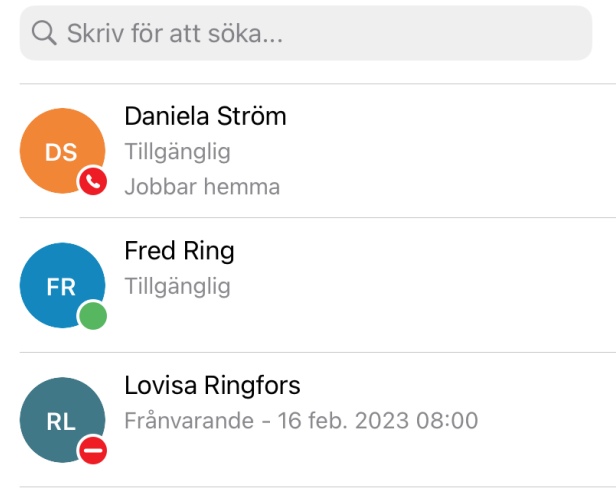 Skriv för att söka...
DS
Daniela Ström
Tillgänglig
Jobbar hemma
FR
Fred Ring
Tillgänglig
RL
Lovisa Ringfors
Frånvarande - 16 feb. 2023 08:00